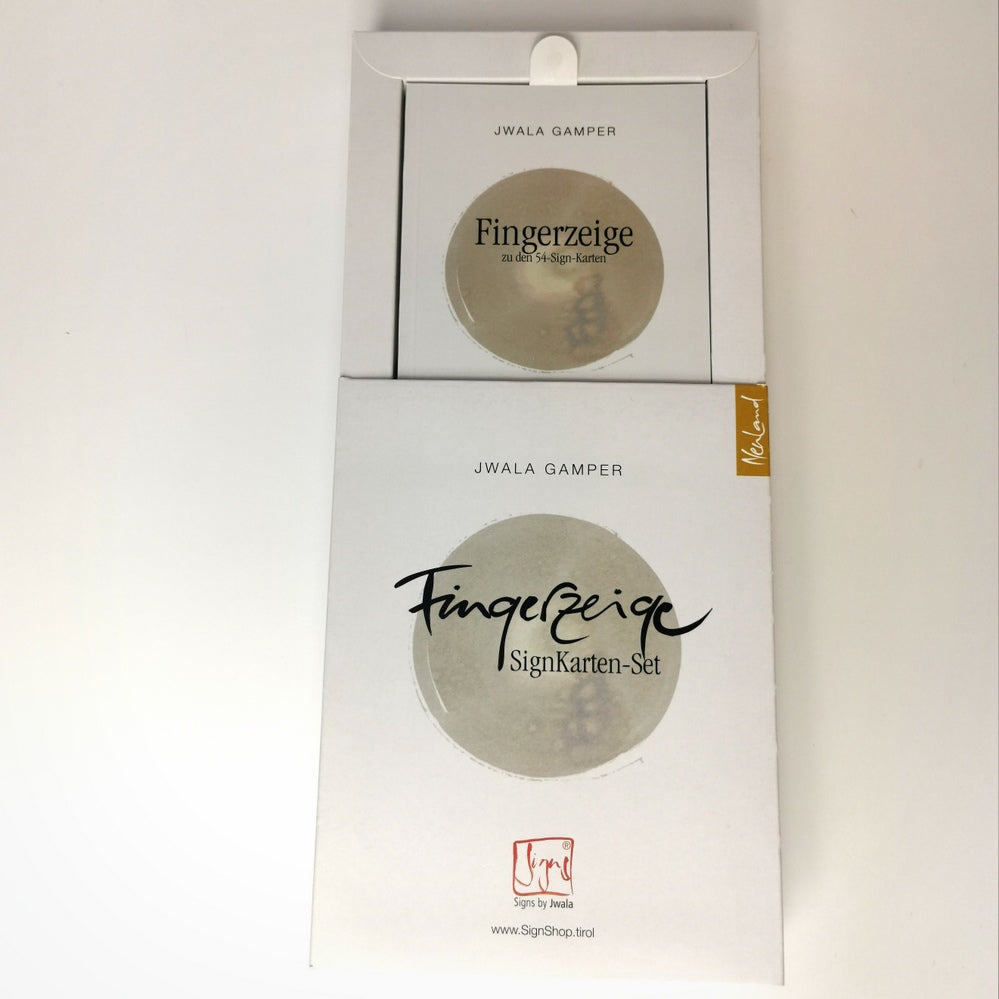 JWALA GAMPER
Fingerzeige
zu den 54-Sign-Karten
NeuLand
JWALA GAMPER
Fingerzeige
SignKarten-Set
Signs®
Signs by Jwala
www.SignShop.tirol